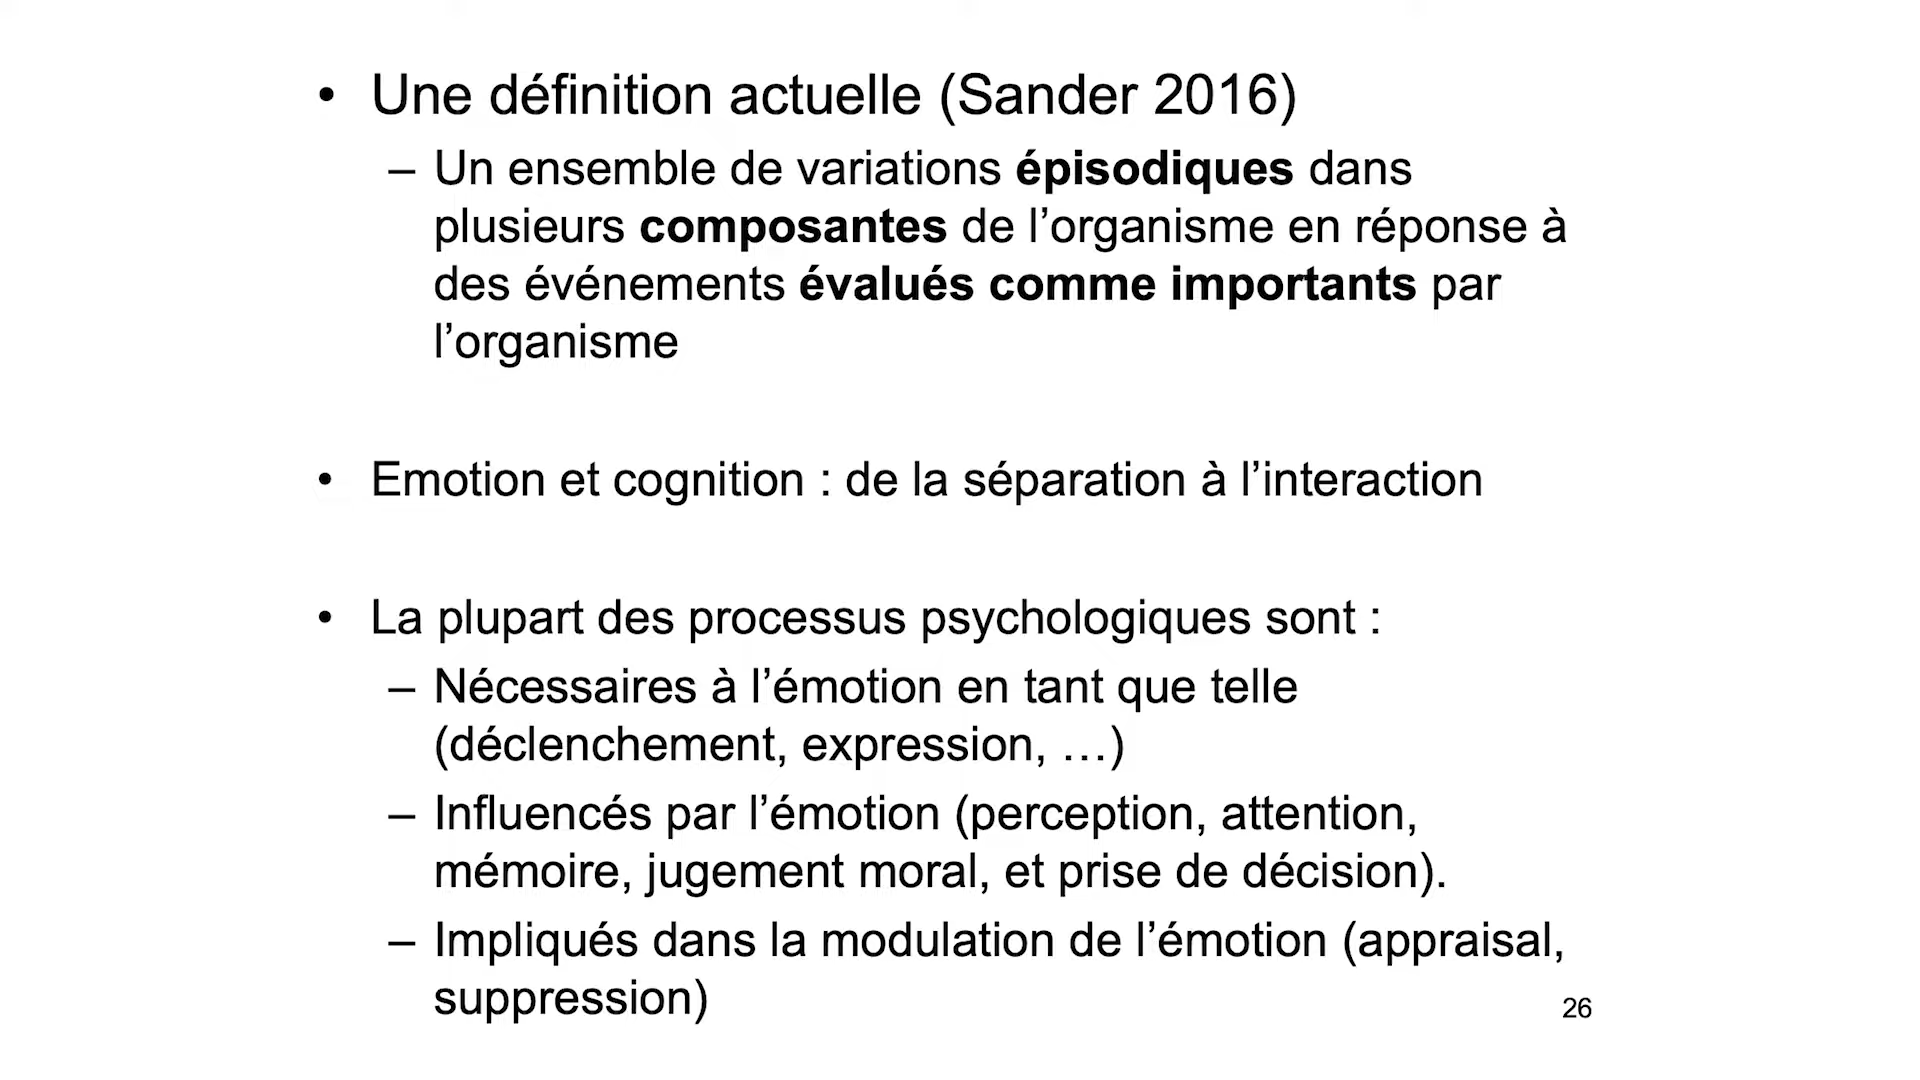 • Une définition actuelle (Sander 2016)
– Un ensemble de variations épisodiques dans
plusieurs composantes de l’organisme en réponse à
des événements évalués comme importants par
l’organisme
• Emotion et cognition : de la séparation à l’interaction
• La plupart des processus psychologiques sont :
– Nécessaires à l’émotion en tant que telle
(déclenchement, expression, …)
– Influencés par l’émotion (perception, attention,
mémoire, jugement moral, et prise de décision).
– Impliqués dans la modulation de l’émotion (appraisal,
suppression)
26